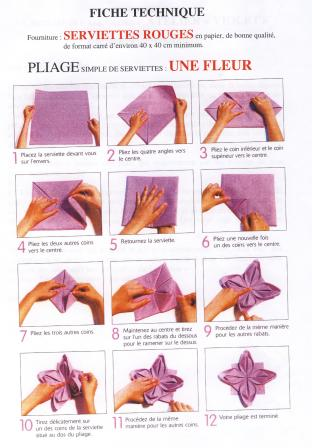 FICHE TECHNIQUE
Fourniture : SERVIETTES ROUGES en papier, de bonne qualité,
de format carré d'environ 40 x 40 cm minimum.
PLIAGE SIMPLE DE SERVIETTES : UNE FLEUR
1 Placez la serviette devant vous
sur l'envers.
2 Pliez les quatre angles vers
le centre.
3 Pliez le coin inférieur et le coin
supérieur vers le centre.
4 Pliez les deux autres coins
vers le centre.
5 Retournez la serviette.
6 Pliez une nouvelle fois
un des coins vers le centre.
7 Pliez les trois autres coins.
8 Maintenez au centre et tirez
sur l'un des rabats du dessous
pour le ramener sur le dessus.
9 Procédez de la même manière
pour les autres rabats.
10 Tirez délicatement sur
un des coins de la serviette
situé au dos du pliage.
11 Procédez de la même
manière pour les autres coins.
12 Votre pliage est terminé.